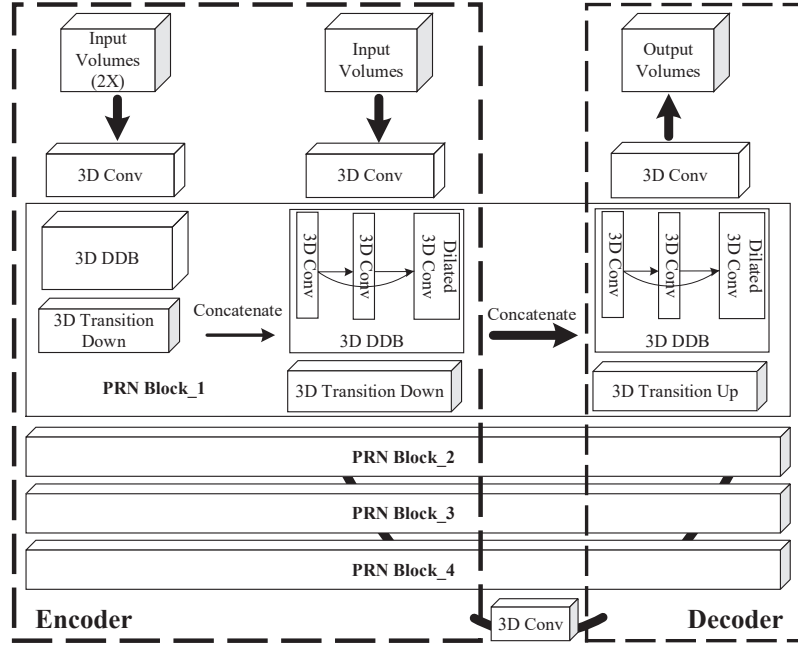 Input
Volumes
(2X)
Input
Volumes
Output
Volumes
3D Conv
3D Conv
3D Conv
3D DDB
3D Transition
Down
PRN Block_1
Concatenate
3D Conv
3D Conv
Dilated
3D Conv
3D DDB
3D Transition Down
Concatenate
3D Conv
3D Conv
Dilated
3D Conv
3D DDB
3D Transition Up
PRN Block_2
PRN Block_3
PRN Block_4
Encoder
3D Conv
Decoder